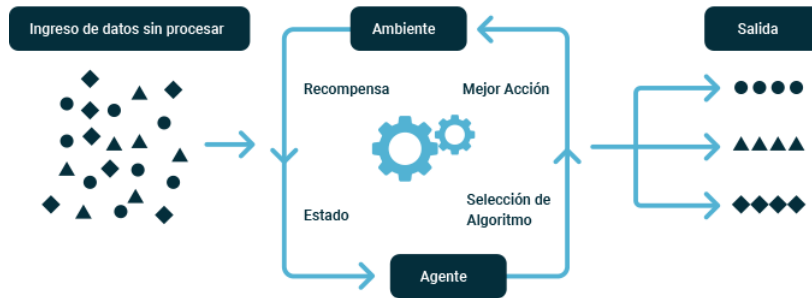 Ingreso de datos sin procesar
Ambiente
Salida
Recompensa
Mejor Acción
Estado
Selección de
Algoritmo
Agente